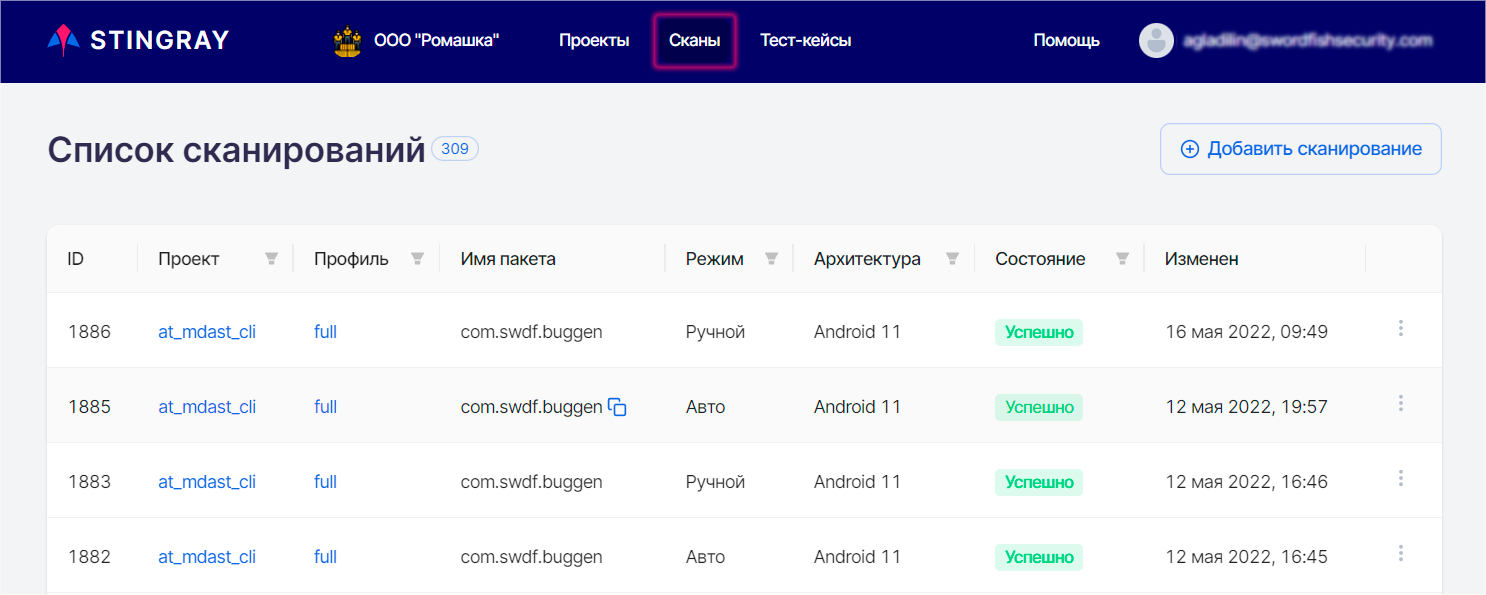 STINGRAY ООО "Ромашка" Проекты Сканы Тест-кейсы Помощь agladilin@swordfishsecurity.com
Список сканирований 309 Добавить сканирование
ID Проект Профиль Имя пакета Режим Архитектура Состояние Изменен
1886 at_mdast_cli full com.swdf.buggen Ручной Android 11 Успешно 16 мая 2022, 09:49
1885 at_mdast_cli full com.swdf.buggen Авто Android 11 Успешно 12 мая 2022, 19:57
1883 at_mdast_cli full com.swdf.buggen Ручной Android 11 Успешно 12 мая 2022, 16:46
1882 at_mdast_cli full com.swdf.buggen Авто Android 11 Успешно 12 мая 2022, 16:45